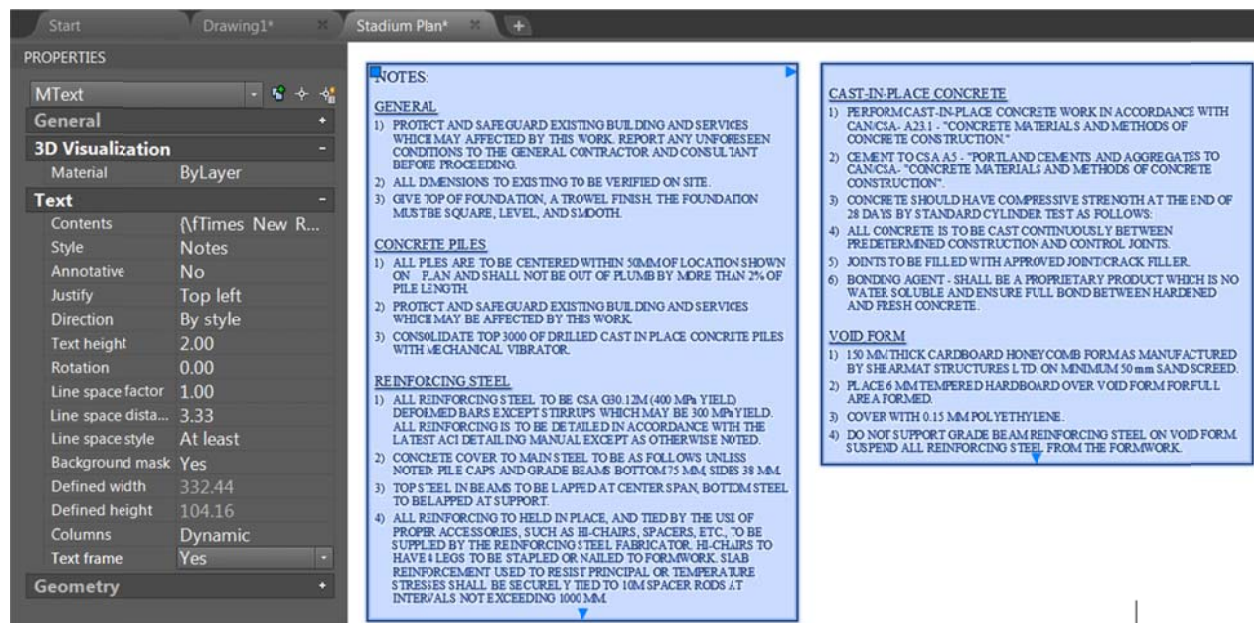 Start
Drawing1*
Stadium Plan*
PROPERTIES
MText
General
3D Visualization
Material ByLayer
Text
Contents {\fTimes New R...
Style Notes
Annotative No
Justify Top left
Direction By style
Text height 2.00
Rotation 0.00
Line space factor 1.00
Line space dista... 3.33
Line space style At least
Background mask Yes
Defined width 332.44
Defined height 104.16
Columns Dynamic
Text frame Yes
Geometry
NOTES:
GENERAL
1) PROTECT AND SAFEGUARD EXISTING BUILDING AND SERVICES
WHICH MAY AFFECTED BY THIS WORK. REPORT ANY UNFORESEEN
CONDITIONS TO THE GENERAL CONTRACTOR AND CONSULTANT
BEFORE PROCEEDING.
2) ALL DIMENSIONS TO EXISTING TO BE VERIFIED ON SITE.
3) GIVE TOP OF FOUNDATION, A TROWEL FINISH. THE FOUNDATION
MUST BE SQUARE, LEVEL, AND SMOOTH.
CONCRETE PILES
1) ALL PILES ARE TO BE CENTERED WITHIN 50MM OF LOCATION SHOWN
ON PLAN AND SHALL NOT BE OUT OF PLUMB BY MORE THAN 2% OF
PILE LENGTH.
2) PROTECT AND SAFEGUARD EXISTING BUILDING AND SERVICES
WHICH MAY BE AFFECTED BY THIS WORK.
3) CONSOLIDATE TOP 3000 OF DRILLED CAST IN PLACE CONCRETE PILES
WITH MECHANICAL VIBRATOR.
REINFORCING STEEL
1) ALL REINFORCING STEEL TO BE CSA G30.12M (400 MPa YIELD)
DEFORMED BARS EXCEPT STIRRUPS WHICH MAY BE 300 MPa YIELD.
ALL REINFORCING IS TO BE DETAILED IN ACCORDANCE WITH THE
LATEST ACI DETAILING MANUAL EXCEPT AS OTHERWISE NOTED.
2) CONCRETE COVER TO MAIN STEEL TO BE AS FOLLOWS UNLESS
NOTED: PILE CAPS AND GRADE BEAMS BOTTOM 75 MM, SIDES 38 MM.
3) TOP STEEL IN BEAMS TO BE LAPPED AT CENTER SPAN, BOTTOM STEEL
TO BE LAPPED AT SUPPORT.
4) ALL REINFORCING TO HELD IN PLACE, AND TIED BY THE USE OF
PROPER ACCESSORIES, SUCH AS HI-CHAIRS, SPACERS, ETC., TO BE
SUPPLED BY THE REINFORCING STEEL FABRICATOR. HI-CHAIRS TO
HAVE 4 LEGS TO BE STAPLED OR NAILED TO FORMWORK. SLAB
REINFORCEMENT USED TO RESIST PRINCIPAL OR TEMPERATURE
STRESSES SHALL BE SECURELY TIED TO 10M SPACER RODS AT
INTERVALS NOT EXCEEDING 1000 MM.
CAST-IN-PLACE CONCRETE
1) PERFORM CAST-IN-PLACE CONCRETE WORK IN ACCORDANCE WITH
CAN/CSA- A23.1 - "CONCRETE MATERIALS AND METHODS OF
CONCRETE CONSTRUCTION."
2) CEMENT TO CSA A5 - "PORTLAND CEMENTS AND AGGREGATES TO
CAN/CSA- "CONCRETE MATERIALS AND METHODS OF CONCRETE
CONSTRUCTION".
3) CONCRETE SHOULD HAVE COMPRESSIVE STRENGTH AT THE END OF
28 DAYS BY STANDARD CYLINDER TEST AS FOLLOWS:
4) ALL CONCRETE IS TO BE CAST CONTINUOUSLY BETWEEN
PREDETERMINED CONSTRUCTION AND CONTROL JOINTS.
5) JOINTS TO BE FILLED WITH APPROVED JOINT/CRACK FILLER.
6) BONDING AGENT - SHALL BE A PROPRIETARY PRODUCT WHICH IS NO
WATER SOLUBLE AND ENSURE FULL BOND BETWEEN HARDENED
AND FRESH CONCRETE.
VOID FORM
1) 150 MM THICK CARDBOARD HONEYCOMB FORM AS MANUFACTURED
BY SHEARMAT STRUCTURES LTD. ON MINIMUM 50 mm SAND SCREED.
2) PLACE 6 MM TEMPERED HARDBOARD OVER VOID FORM FOR FULL
AREA FORMED.
3) COVER WITH 0.15 MM POLYETHYLENE.
4) DO NOT SUPPORT GRADE BEAM REINFORCING STEEL ON VOID FORM.
SUSPEND ALL REINFORCING STEEL FROM THE FORMWORK.